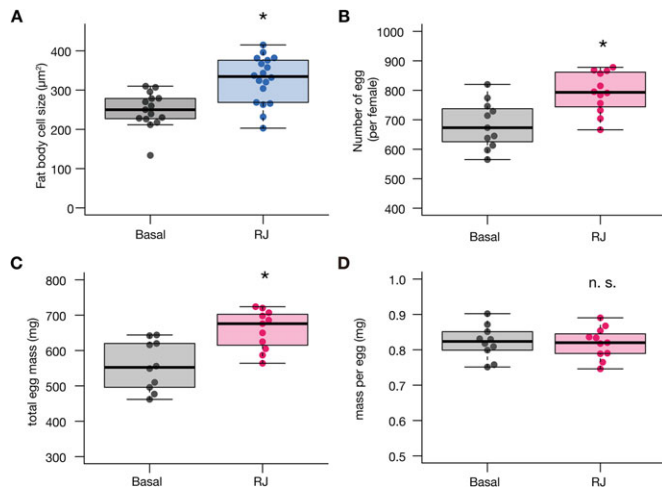 A
*
Fat body cell size (µm²)
400
300
200
100
0
Basal
RJ
B
*
Number of egg
(per female)
1000
900
800
700
600
500
400
Basal
RJ
C
*
total egg mass (mg)
800
700
600
500
400
300
Basal
RJ
D
n. s.
mass per egg (mg)
1.0
0.9
0.8
0.7
0.6
0.5
Basal
RJ